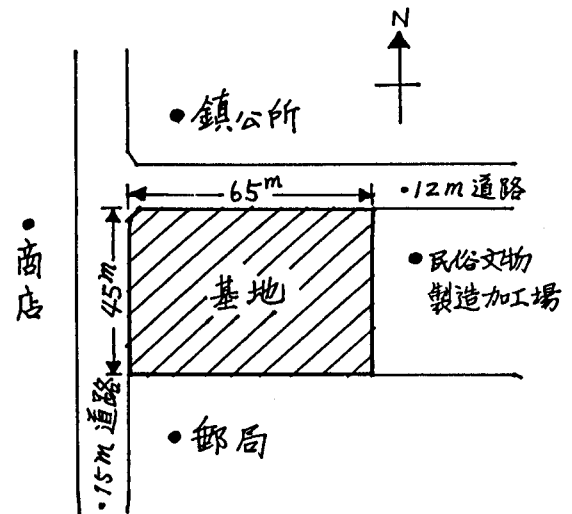 N
•鎮公所
65m
•12m 道路
•商店
45m
基地
•民俗文物
製造加工場
•15m 道路
•郵局